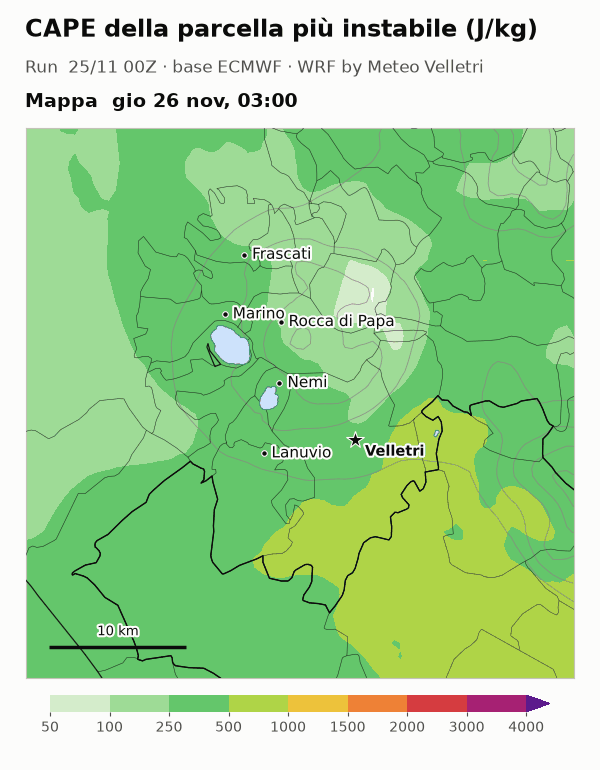 CAPE della parcella più instabile (J/kg)
Run  25/11 00Z · base ECMWF · WRF by Meteo Velletri
Mappa  gio 26 nov, 03:00
Frascati
Marino
Rocca di Papa
Nemi
Velletri
Lanuvio
10 km
50 100 250 500 1000 1500 2000 3000 4000